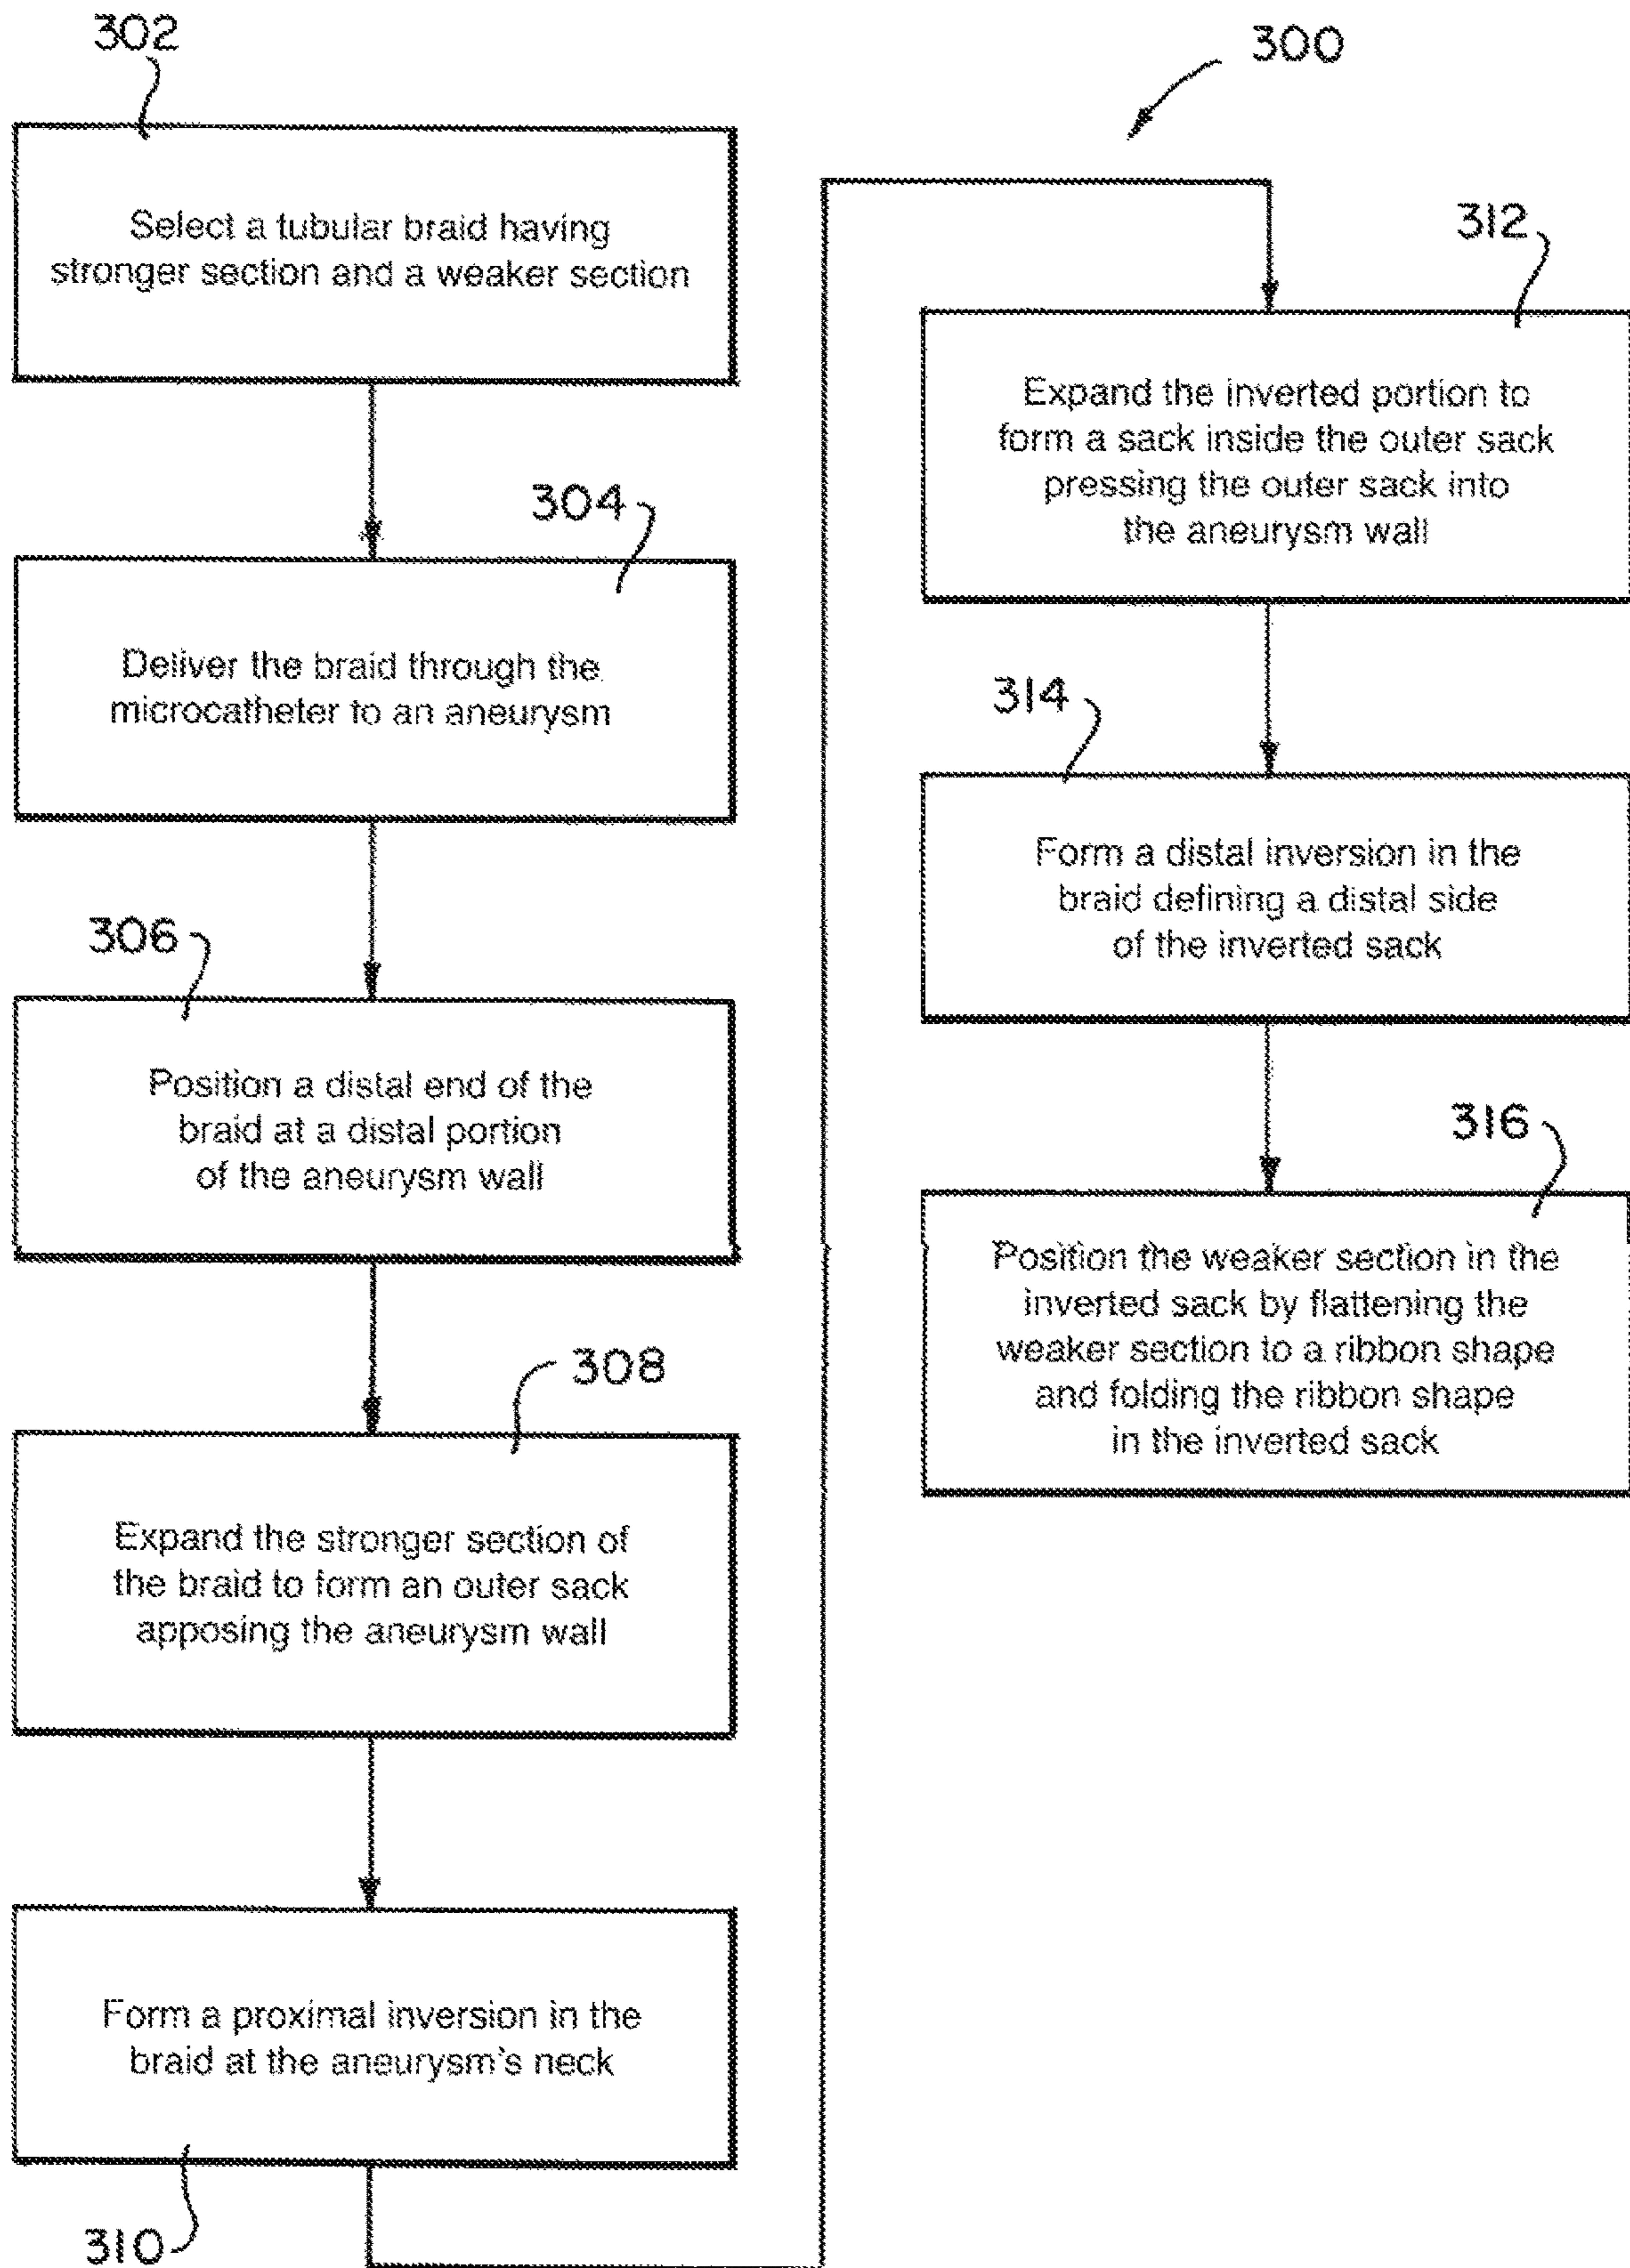 302
Select a tubular braid having
stronger section and a weaker section
304
Deliver the braid through the
microcatheter to an aneurysm
306
Position a distal end of the
braid at a distal portion
of the aneurysm wall
308
Expand the stronger section of
the braid to form an outer sack
apposing the aneurysm wall
Form a proximal inversion in the
braid at the aneurysm's neck
310
300
312
Expand the inverted portion to
form a sack inside the outer sack
pressing the outer sack into
the aneurysm wall
314
Form a distal inversion in the
braid defining a distal side
of the inverted sack
316
Position the weaker section in the
inverted sack by flattening the
weaker section to a ribbon shape
and folding the ribbon shape
in the inverted sack